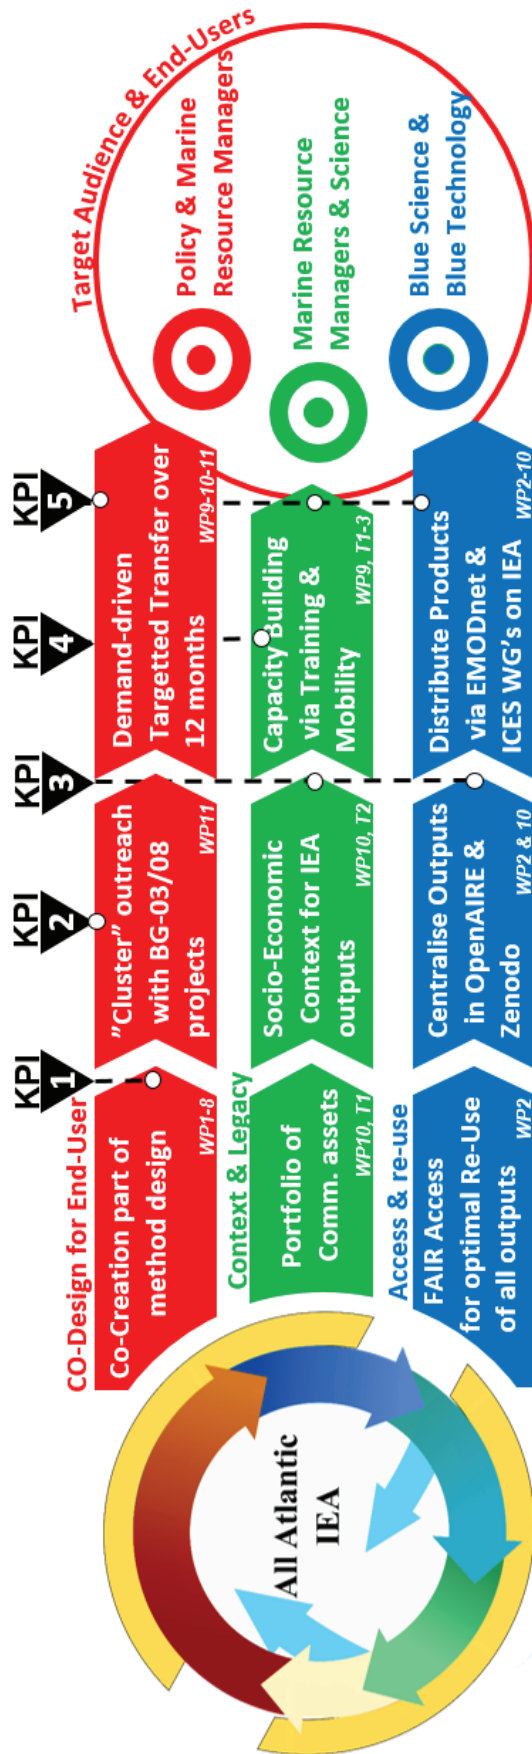 KPI
1
KPI
2
KPI
3
KPI
4
KPI
5
Target Audience & End-Users
All Atlantic
IEA
CO-Design for End-User
Co-Creation part of
method design
WP1-8
”Cluster” outreach
with BG-03/08
projects
WP11
Demand-driven
Targetted Transfer over
12 months
WP9-10-11
Policy & Marine
Resource Managers
Context & Legacy
Portfolio of
Comm. assets
WP10, T1
Socio-Economic
Context for IEA
outputs
WP10, T2
Capacity Building
via Training &
Mobility
WP9, T1-3
Marine Resource
Managers & Science
Access & re-use
FAIR Access
for optimal Re-Use
of all outputs
WP2
Centralise Outputs
in OpenAIRE &
Zenodo
WP2 & 10
Distribute Products
via EMODnet &
ICES WG’s on IEA
WP2-10
Blue Science &
Blue Technology